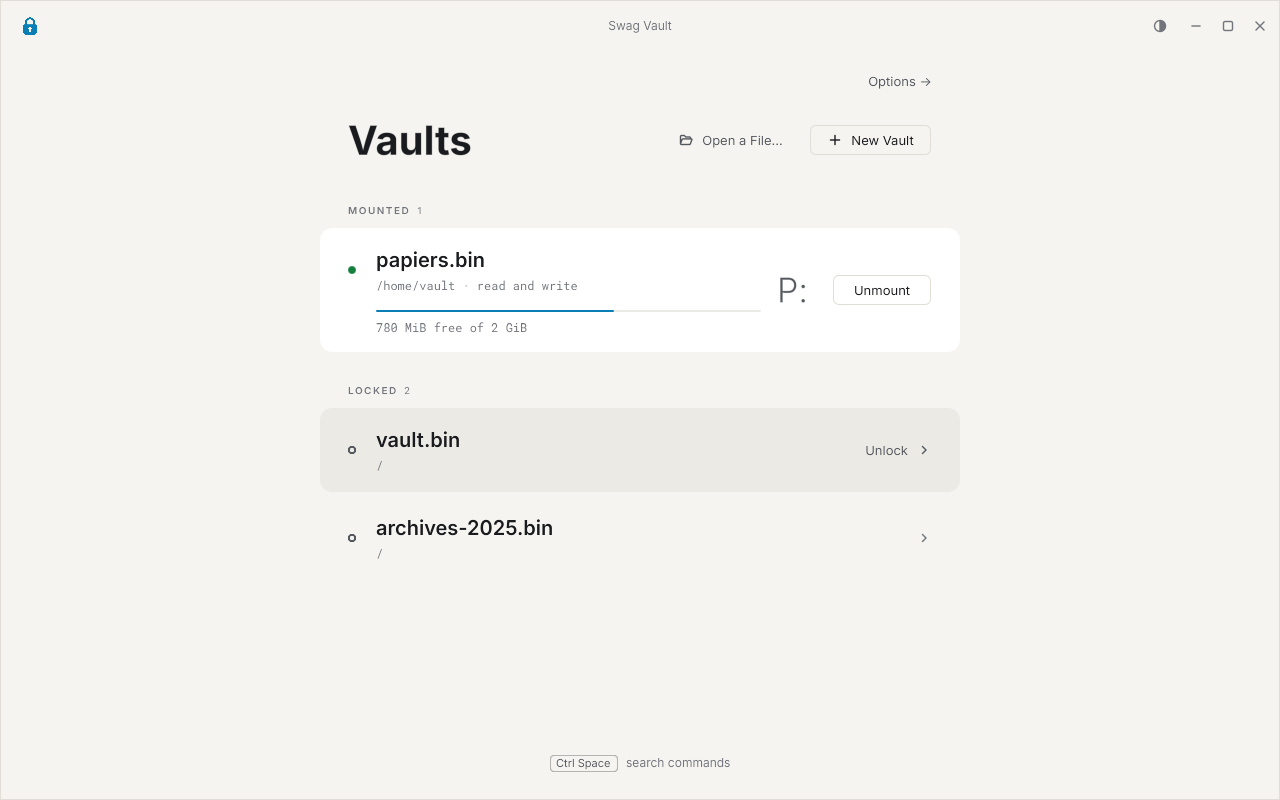 Swag Vault
Options →
Vaults
Open a File...
New Vault
MOUNTED 1
papiers.bin
/home/vault · read and write
P:
Unmount
780 MiB free of 2 GiB
LOCKED 2
vault.bin
/
Unlock
archives-2025.bin
/
Ctrl Space search commands